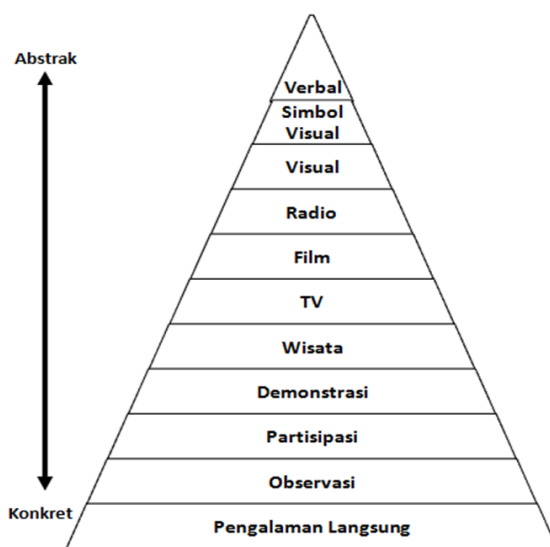 Abstrak
Verbal
Simbol
Visual
Visual
Radio
Film
TV
Wisata
Demonstrasi
Partisipasi
Observasi
Konkret
Pengalaman Langsung